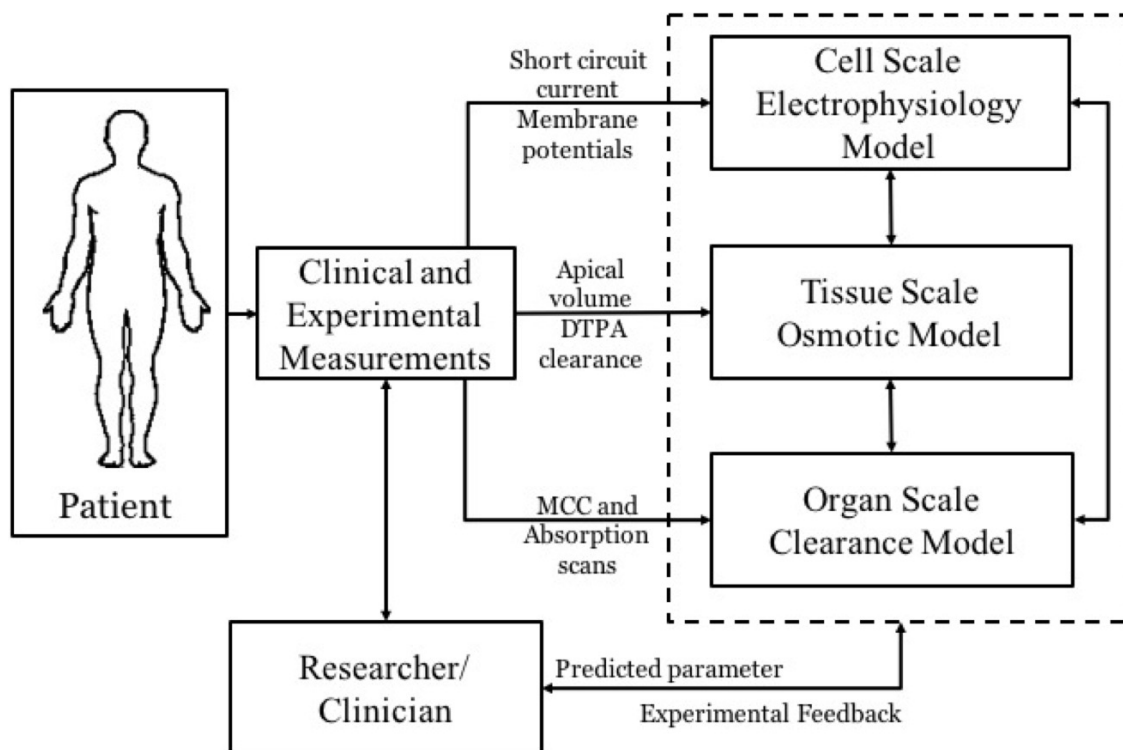 Patient
Clinical and
Experimental
Measurements
Short circuit
current
Membrane
potentials
Apical
volume
DTPA
clearance
MCC and
Absorption
scans
Cell Scale
Electrophysiology
Model
Tissue Scale
Osmotic Model
Organ Scale
Clearance Model
Researcher/
Clinician
Predicted parameter
Experimental Feedback